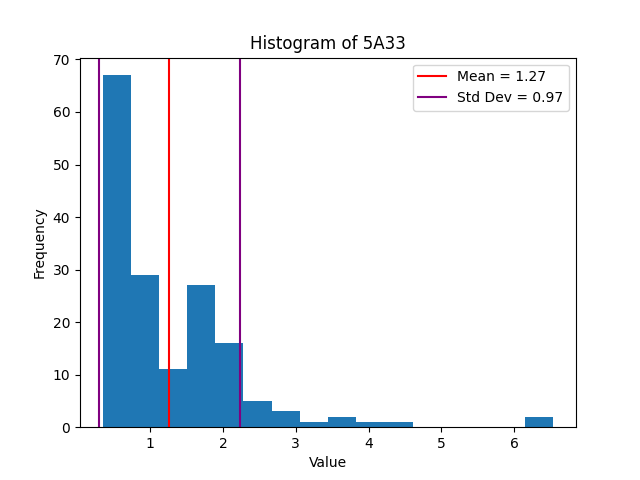 Histogram of 5A33
Mean = 1.27
Std Dev = 0.97
70
60
50
40
30
20
10
0
Frequency
1 2 3 4 5 6
Value